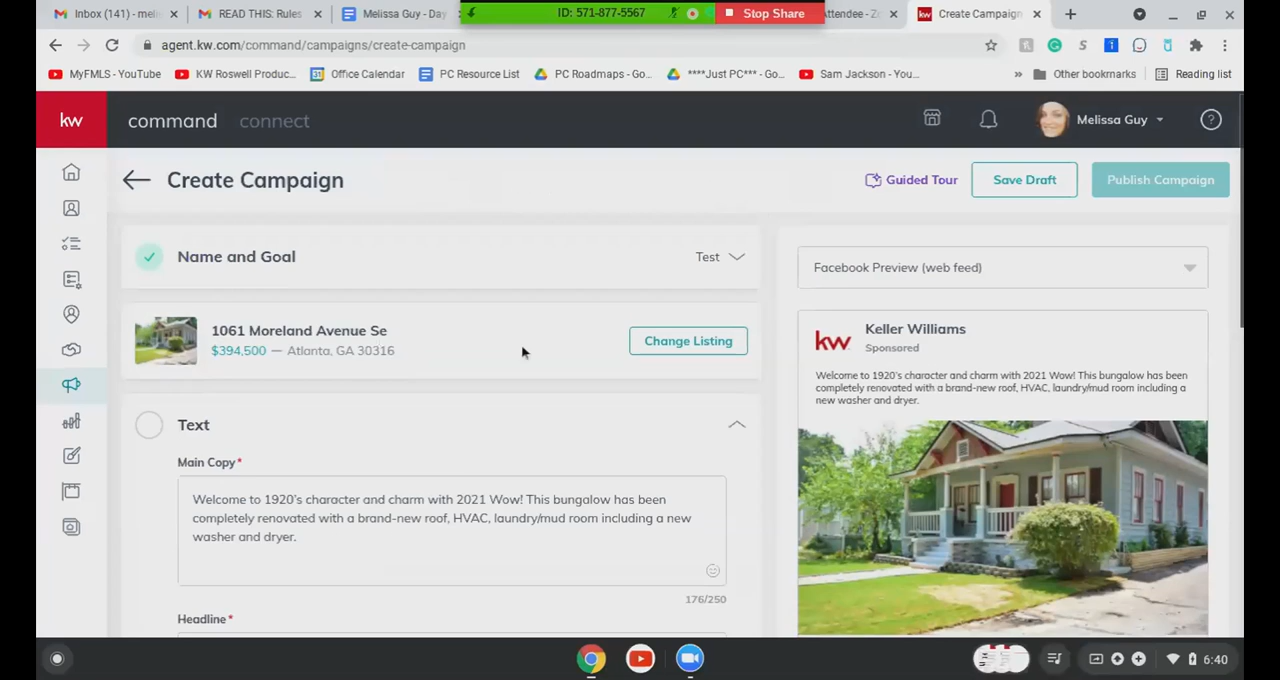 Inbox (141) - meli
READ THIS: Rules
Melissa Guy - Day
ID: 571-877-5567
Stop Share
Attendee - Zo
Create Campaign
agent.kw.com/command/campaigns/create-campaign
MyFMLS - YouTube
KW Roswell Produc...
Office Calendar
PC Resource List
PC Roadmaps - Go...
****Just PC*** - Go...
Sam Jackson - You...
»
Other bookmarks
Reading list
kw
command
connect
Melissa Guy
Create Campaign
Guided Tour
Save Draft
Publish Campaign
Name and Goal
Test
1061 Moreland Avenue Se
$394,500 — Atlanta, GA 30316
Change Listing
Text
Main Copy*
Welcome to 1920's character and charm with 2021 Wow! This bungalow has been
completely renovated with a brand-new roof, HVAC, laundry/mud room including a new
washer and dryer.
176/250
Headline*
Facebook Preview (web feed)
kw
Keller Williams
Sponsored
Welcome to 1920's character and charm with 2021 Wow! This bungalow has been
completely renovated with a brand-new roof, HVAC, laundry/mud room including a
new washer and dryer.
6:40